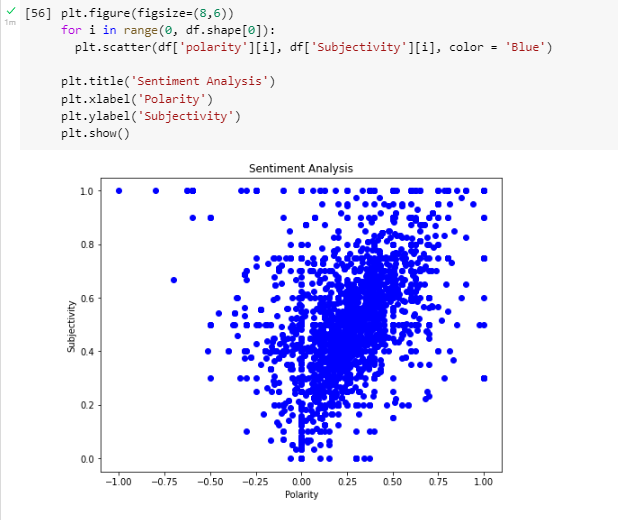 [56] plt.figure(figsize=(8,6))
1m
for i in range(0, df.shape[0]):
plt.scatter(df['polarity'][i], df['Subjectivity'][i], color = 'Blue')
plt.title('Sentiment Analysis')
plt.xlabel('Polarity')
plt.ylabel('Subjectivity')
plt.show()
Sentiment Analysis
1.0
0.8
0.6
0.4
0.2
0.0
Subjectivity
−1.00 −0.75 −0.50 −0.25 0.00 0.25 0.50 0.75 1.00
Polarity